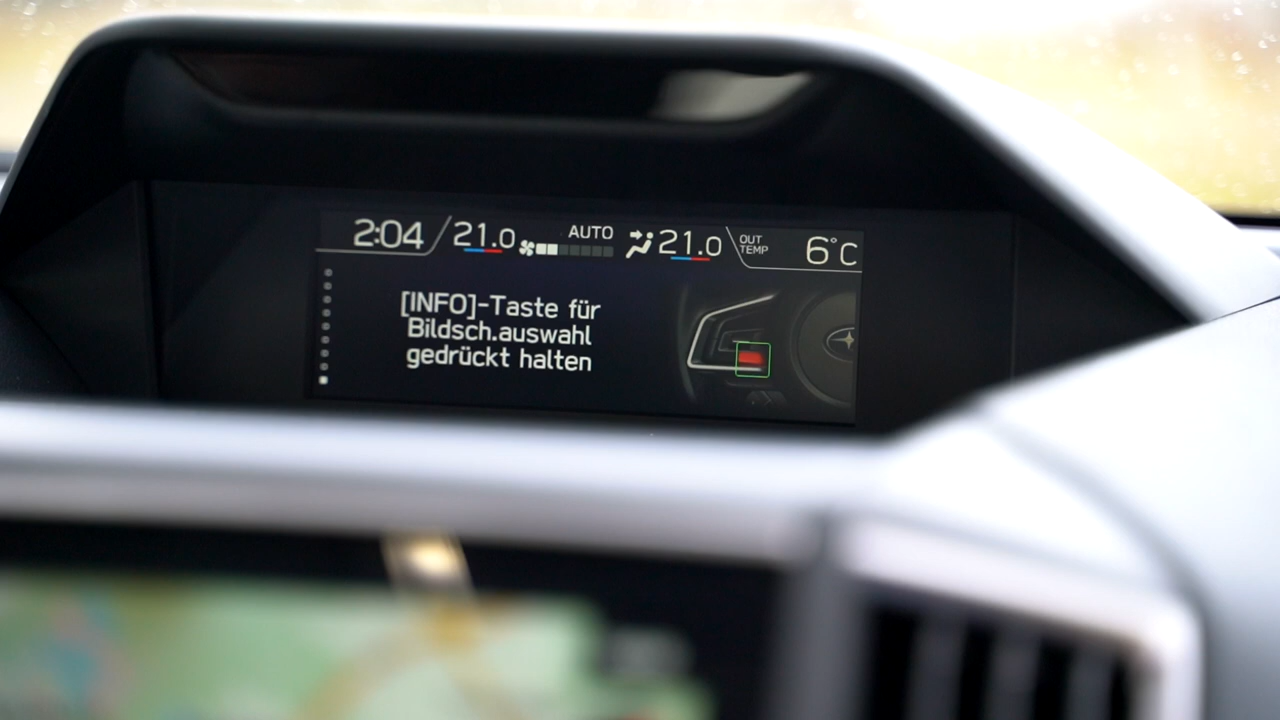 2:04 21.0 AUTO 21.0 OUT TEMP 6°C
[INFO]-Taste für
Bildsch.auswahl
gedrückt halten